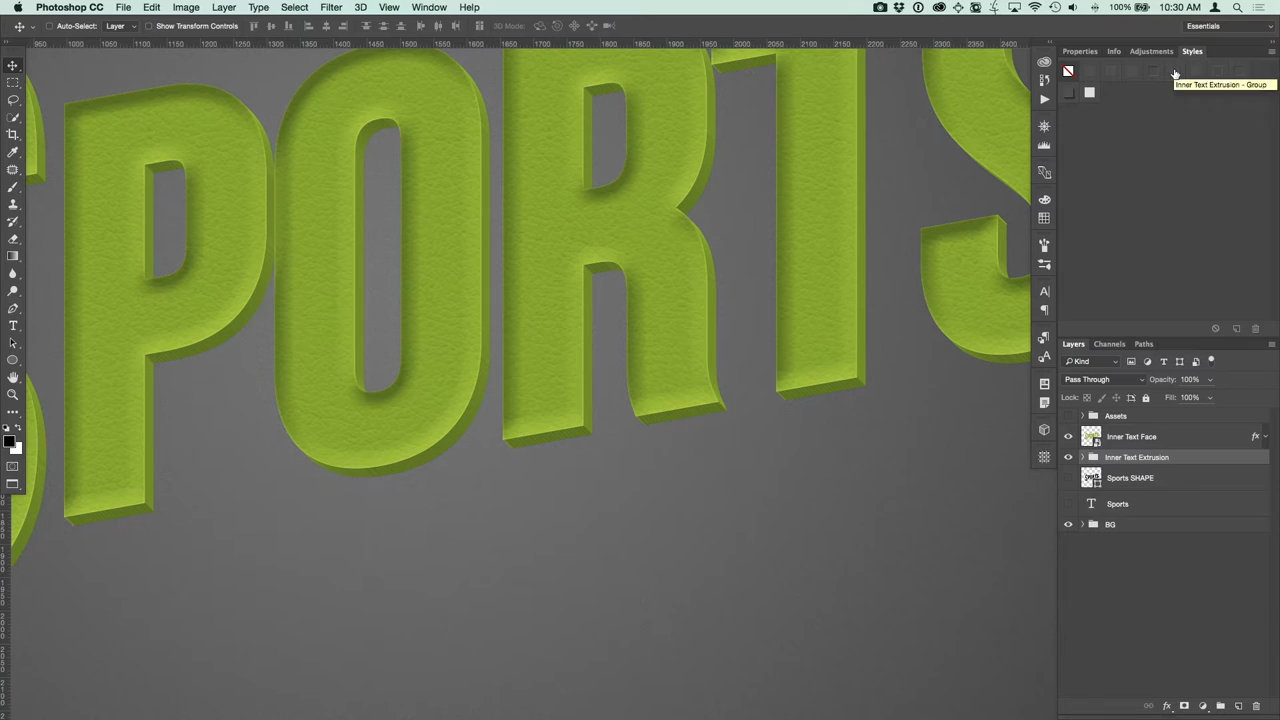 Photoshop CC File Edit Image Layer Type Select Filter 3D View Window Help 100% 10:30 AM
Auto-Select: Layer Show Transform Controls 3D Mode: Essentials
950 1000 1050 1100 1150 1200 1250 1300 1350 1400 1450 1500 1550 1600 1650 1700 1750 1800 1850 1900 1950 2000 2050 2100 2150 2200 2250 2300 2350 2400
Properties Info Adjustments Styles
Inner Text Extrusion - Group
SPORTS
Layers Channels Paths
Kind
Pass Through Opacity: 100%
Lock: Fill: 100%
Assets
Inner Text Face fx
Inner Text Extrusion
Sports SHAPE
T Sports
BG